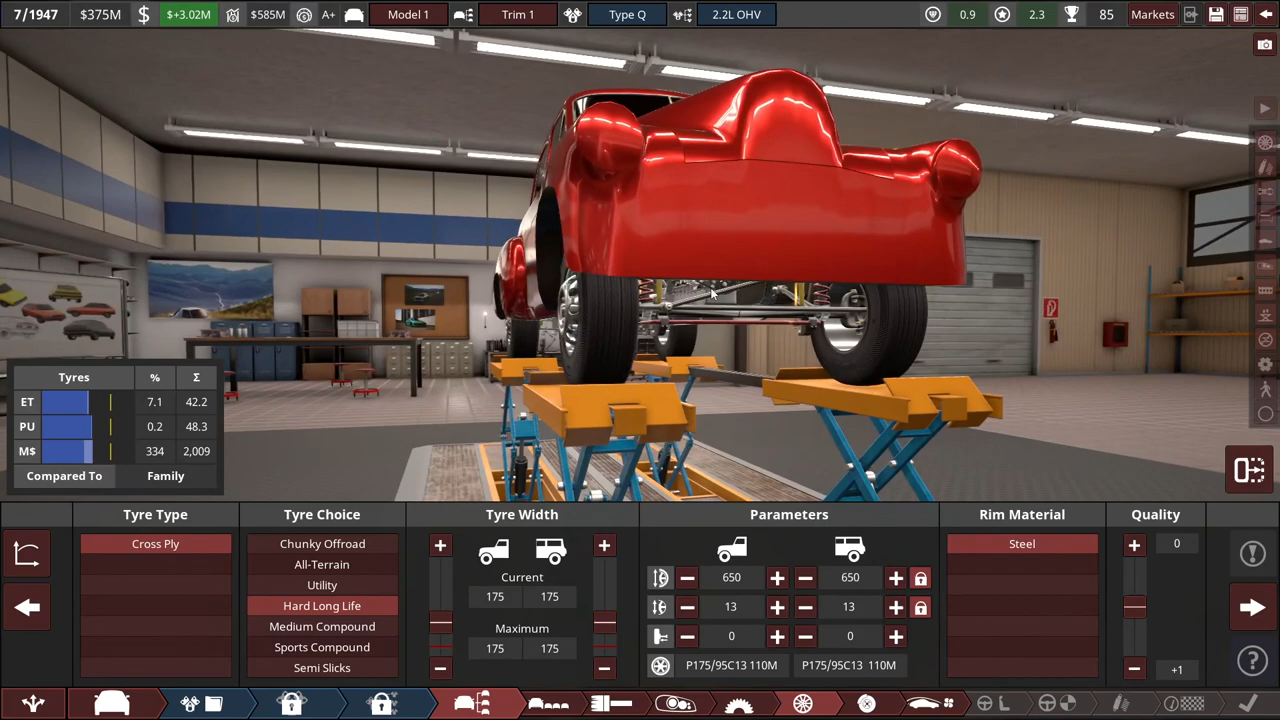 7/1947 $375M $ $+3.02M $585M A+ Model 1 Trim 1 Type Q 2.2L OHV 0.9 2.3 85 Markets
Tyres % Σ
ET 7.1 42.2
PU 0.2 48.3
M$ 334 2,009
Compared To Family
Tyre Type Tyre Choice Tyre Width Parameters Rim Material Quality
Cross Ply Chunky Offroad Steel 0
All-Terrain
Utility Current 650 650
Hard Long Life 175 175 13 13
Medium Compound Maximum 0 0
Sports Compound 175 175
Semi Slicks P175/95C13 110M P175/95C13 110M +1